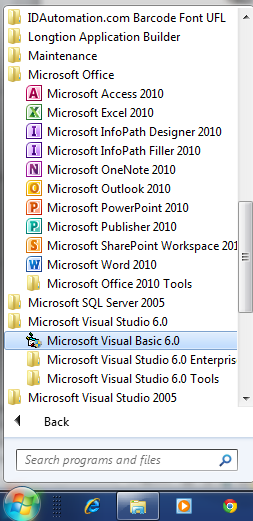 IDAutomation.com Barcode Font UFL
Longtion Application Builder
Maintenance
Microsoft Office
Microsoft Access 2010
Microsoft Excel 2010
Microsoft InfoPath Designer 2010
Microsoft InfoPath Filler 2010
Microsoft OneNote 2010
Microsoft Outlook 2010
Microsoft PowerPoint 2010
Microsoft Publisher 2010
Microsoft SharePoint Workspace 201
Microsoft Word 2010
Microsoft Office 2010 Tools
Microsoft SQL Server 2005
Microsoft Visual Studio 6.0
Microsoft Visual Basic 6.0
Microsoft Visual Studio 6.0 Enterpris
Microsoft Visual Studio 6.0 Tools
Microsoft Visual Studio 2005
Back
Search programs and files